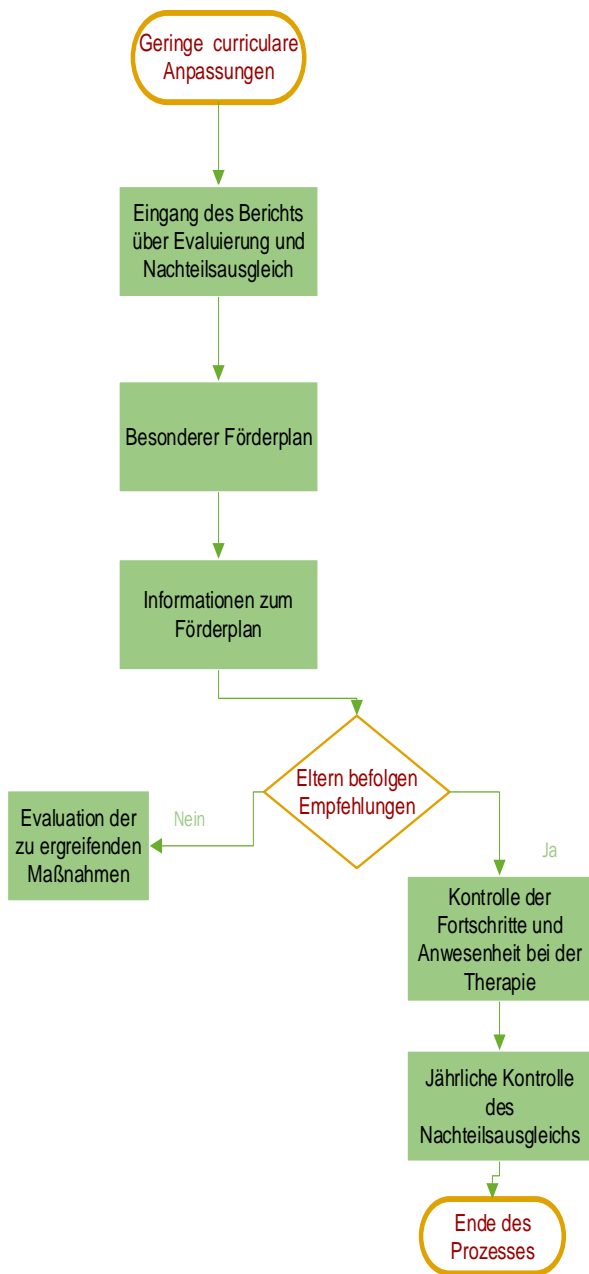 Geringe curriculare
Anpassungen
Eingang des Berichts
über Evaluierung und
Nachteilsausgleich
Besonderer Förderplan
Informationen zum
Förderplan
Eltern befolgen
Empfehlungen
Nein
Evaluation der
zu ergreifenden
Maßnahmen
Ja
Kontrolle der
Fortschritte und
Anwesenheit bei der
Therapie
Jährliche Kontrolle
des
Nachteilsausgleichs
Ende des
Prozesses